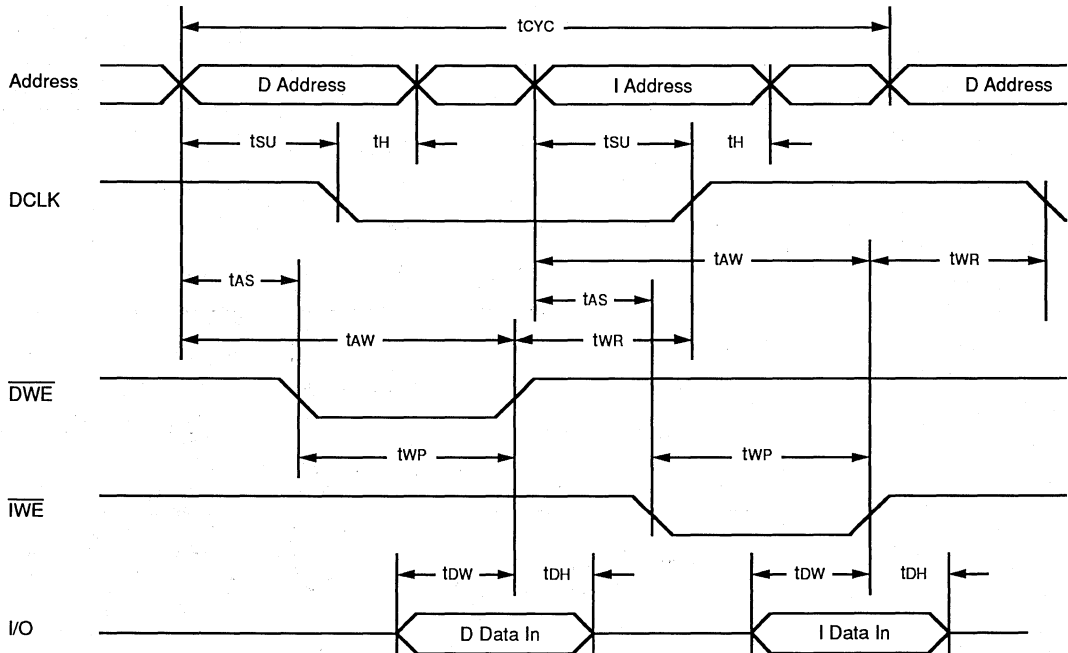 tCYC
Address
D Address
I Address
D Address
tSU
tH
tSU
tH
DCLK
tAW
tWR
tAS
tAS
tAW
tWR
DWE
tWP
tWP
IWE
tDW
tDH
tDW
tDH
I/O
D Data In
I Data In